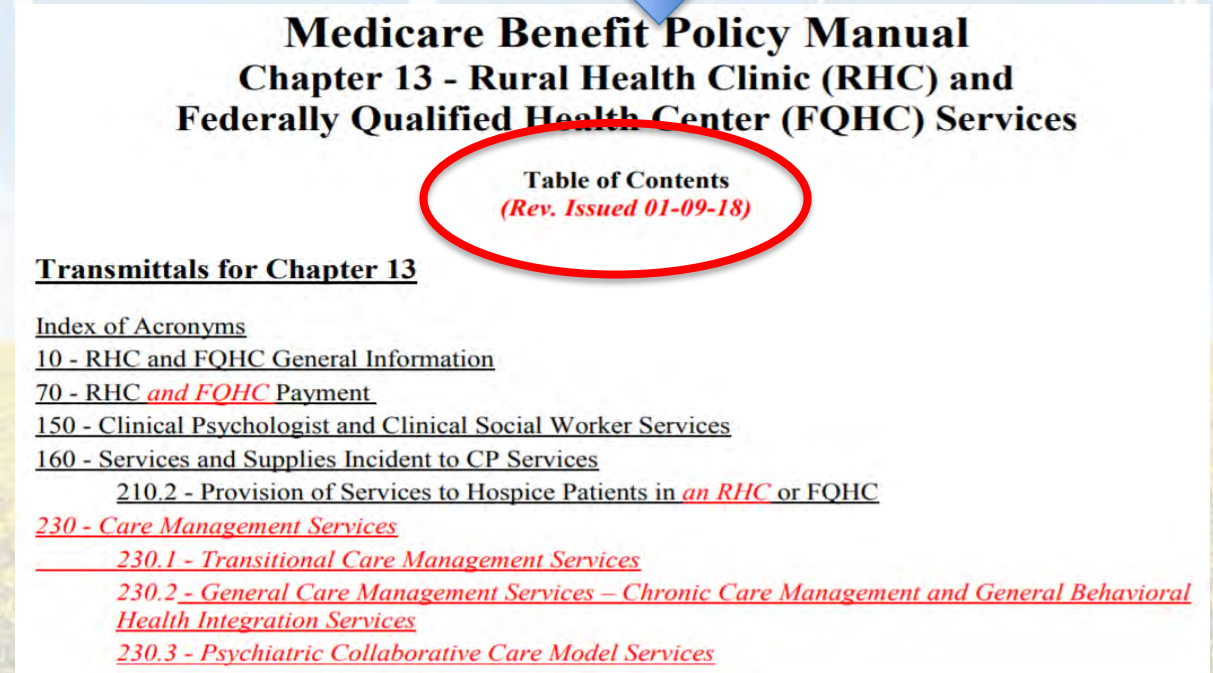 Medicare Benefit Policy Manual
Chapter 13 - Rural Health Clinic (RHC) and
Federally Qualified Health Center (FQHC) Services
Table of Contents
(Rev. Issued 01-09-18)
Transmittals for Chapter 13
Index of Acronyms
10 - RHC and FQHC General Information
70 - RHC and FQHC Payment
150 - Clinical Psychologist and Clinical Social Worker Services
160 - Services and Supplies Incident to CP Services
210.2 - Provision of Services to Hospice Patients in an RHC or FQHC
230 - Care Management Services
230.1 - Transitional Care Management Services
230.2 - General Care Management Services – Chronic Care Management and General Behavioral
Health Integration Services
230.3 - Psychiatric Collaborative Care Model Services